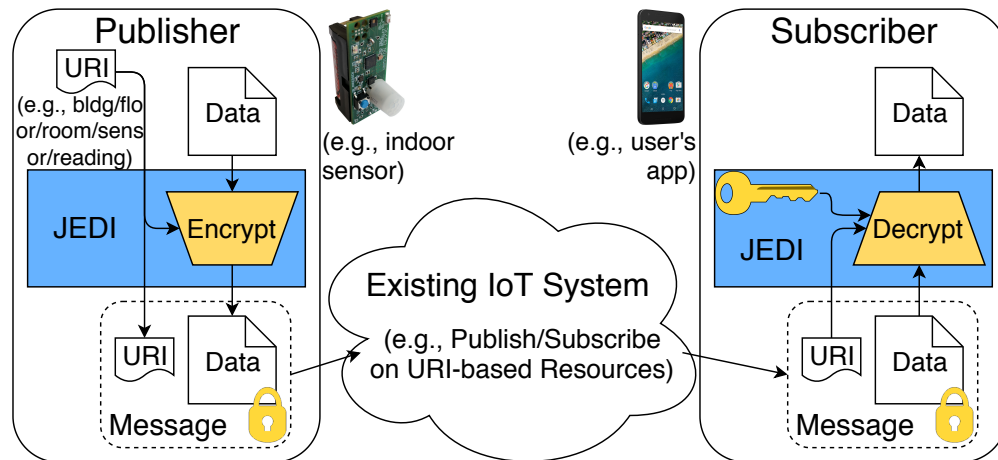 Publisher
URI
(e.g., bldg/flo
or/room/sens
or/reading)
Data
JEDI
Encrypt
URI
Data
Message
(e.g., indoor
sensor)
Existing IoT System
(e.g., Publish/Subscribe
on URI-based Resources)
(e.g., user's
app)
Subscriber
Data
JEDI
Decrypt
URI
Data
Message